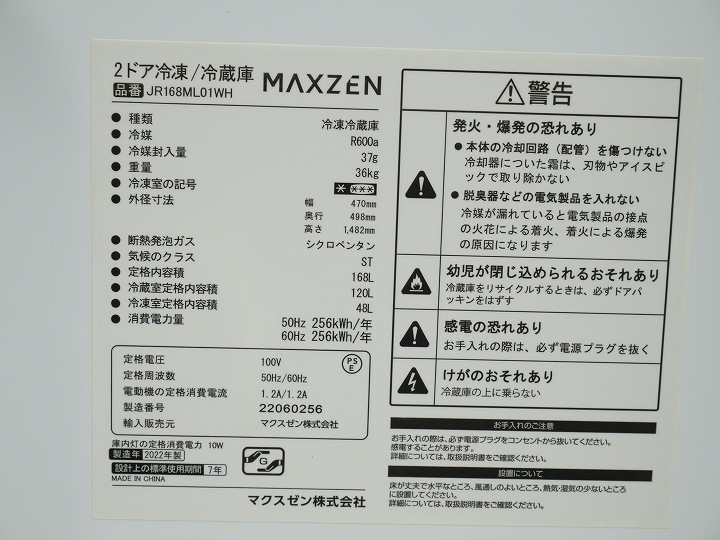 2ドア冷凍/冷蔵庫 MAXZEN
品番 JR168ML01WH
● 種類 冷凍冷蔵庫
● 冷媒 R600a
● 冷媒封入量 37g
● 重量 36kg
● 冷凍室の記号 * ***
● 外径寸法 幅 470mm
奥行 498mm
高さ 1,482mm
● 断熱発泡ガス シクロペンタン
● 気候のクラス ST
● 定格内容積 168L
● 冷蔵室定格内容積 120L
● 冷凍室定格内容積 48L
● 消費電力量 50Hz 256kWh/年
60Hz 256kWh/年
定格電圧 100V
PSE
定格周波数 50Hz/60Hz
電動機の定格消費電流 1.2A/1.2A
製造番号 22060256
輸入販売元 マクスゼン株式会社
庫内灯の定格消費電力 10W
製造年 2022年製
設計上の標準使用期間 7年
MADE IN CHINA
G
マクスゼン株式会社
警告
発火・爆発の恐れあり
● 本体の冷却回路（配管）を傷つけない
冷却器についた霜は、刃物やアイスピ
ックで取り除かない
● 脱臭器などの電気製品を入れない
冷媒が漏れていると電気製品の接点
の火花による着火、着火による爆発
の原因になります
幼児が閉じ込められるおそれあり
冷蔵庫をリサイクルするときは、必ずドアパ
ッキンをはずす
感電の恐れあり
お手入れの際は、必ず電源プラグを抜く
けがのおそれあり
冷蔵庫の上に乗らない
お手入れのご注意
お手入れの際は、必ず電源プラグをコンセントから抜いてください。
感電することがあります。
詳細については、取扱説明書をご確認ください。
設置について
床が丈夫で水平なところ、風通しのよいところ、熱気・湿気の少ないところ
に設置してください。
詳細については、取扱説明書をご確認ください。